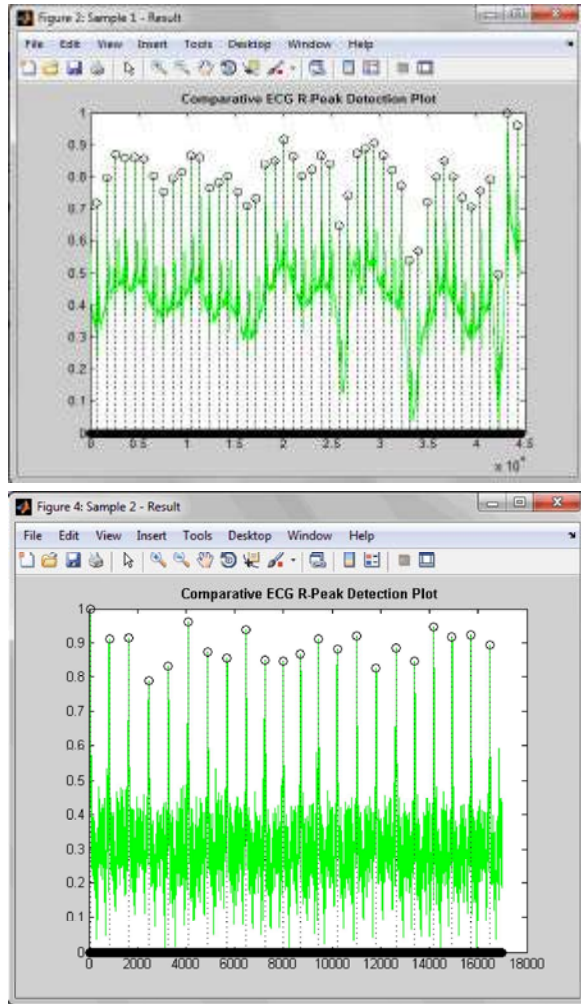 Figure 2: Sample 1 - Result
File Edit View Insert Tools Desktop Window Help
Comparative ECG R-Peak Detection Plot
1
0.9
0.8
0.7
0.6
0.5
0.4
0.3
0.2
0.1
0
0 0.5 1 1.5 2 2.5 3 3.5 4 4.5
x 10⁴
Figure 4: Sample 2 - Result
File Edit View Insert Tools Desktop Window Help
Comparative ECG R-Peak Detection Plot
1
0.9
0.8
0.7
0.6
0.5
0.4
0.3
0.2
0.1
0
0 2000 4000 6000 8000 10000 12000 14000 16000 18000